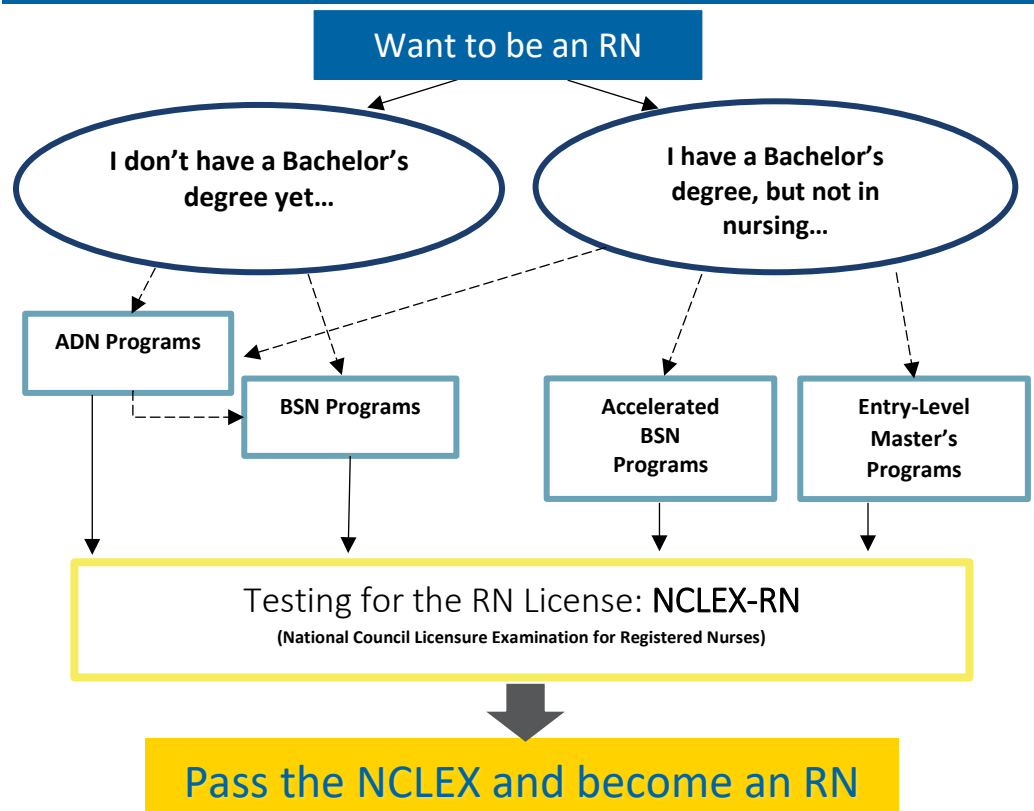 Want to be an RN
I don’t have a Bachelor’s
degree yet…
I have a Bachelor’s
degree, but not in
nursing…
ADN Programs
BSN Programs
Accelerated
BSN
Programs
Entry-Level
Master’s
Programs
Testing for the RN License: NCLEX-RN
(National Council Licensure Examination for Registered Nurses)
Pass the NCLEX and become an RN